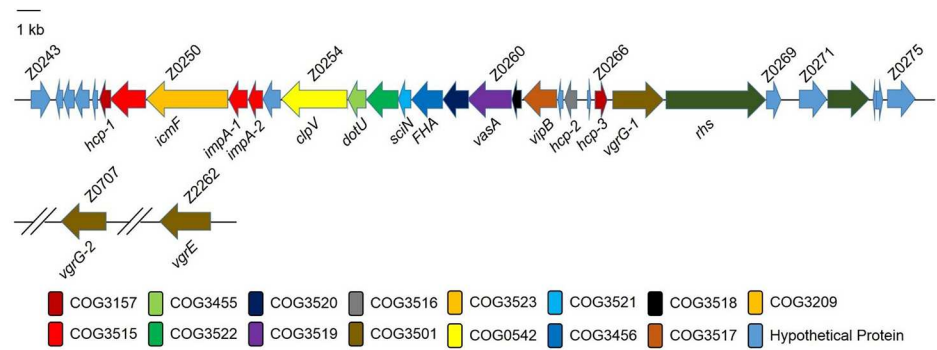 1 kb
Z0243 Z0250 Z0254 Z0260 Z0266 Z0269 Z0271 Z0275
hcp-1 icmF impA-1 impA-2 clpV dotU sciN FHA vasA vipB hcp-2 hcp-3 vgrG-1 rhs
Z0707 Z2262
vgrG-2 vgrE
COG3157 COG3455 COG3520 COG3516 COG3523 COG3521 COG3518 COG3209
COG3515 COG3522 COG3519 COG3501 COG0542 COG3456 COG3517 Hypothetical Protein